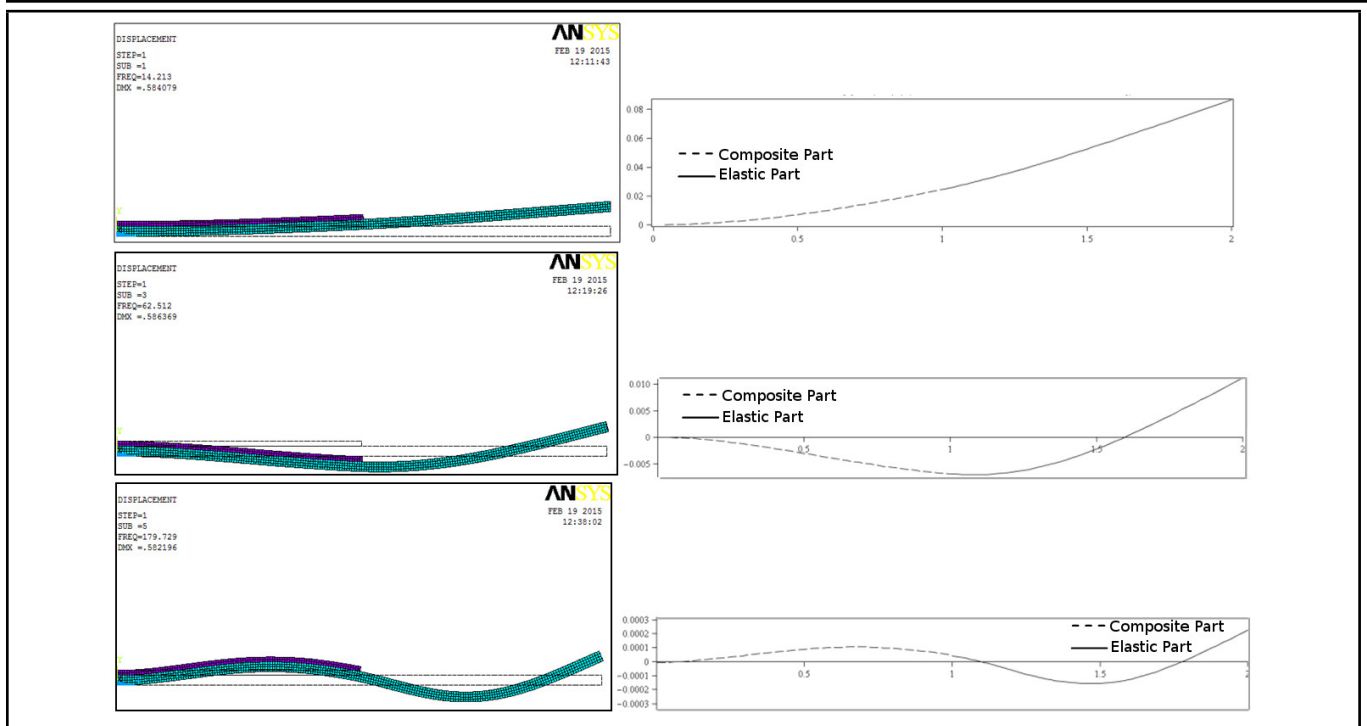 DISPLACEMENT
STEP=1
SUB =1
FREQ=14.213
DMX =.584079
ANSYS
FEB 19 2015
12:11:43
Y
0.08
0.06
0.04
0.02
0
0 0.5 1 1.5 2
Composite Part
Elastic Part
DISPLACEMENT
STEP=1
SUB =3
FREQ=62.512
DMX =.586369
ANSYS
FEB 19 2015
12:19:26
Y
0.010
0.005
0
−0.005
0.5 1 1.5 2
Composite Part
Elastic Part
DISPLACEMENT
STEP=1
SUB =5
FREQ=179.729
DMX =.582196
ANSYS
FEB 19 2015
12:38:02
Y
0.0003
0.0002
0.0001
0
−0.0001
−0.0002
−0.0003
0.5 1 1.5 2
Composite Part
Elastic Part